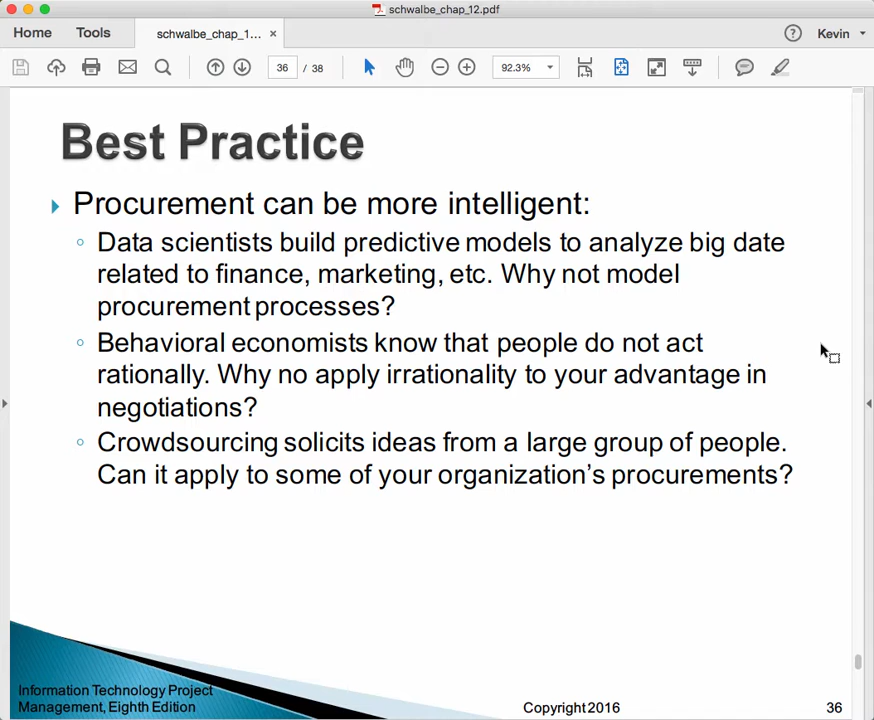 schwalbe_chap_12.pdf
Home Tools schwalbe_chap_1... × ? Kevin
36 / 38 92.3%
Best Practice
Procurement can be more intelligent:
Data scientists build predictive models to analyze big date
related to finance, marketing, etc. Why not model
procurement processes?
Behavioral economists know that people do not act
rationally. Why no apply irrationality to your advantage in
negotiations?
Crowdsourcing solicits ideas from a large group of people.
Can it apply to some of your organization's procurements?
Information Technology Project
Management, Eighth Edition
Copyright 2016
36